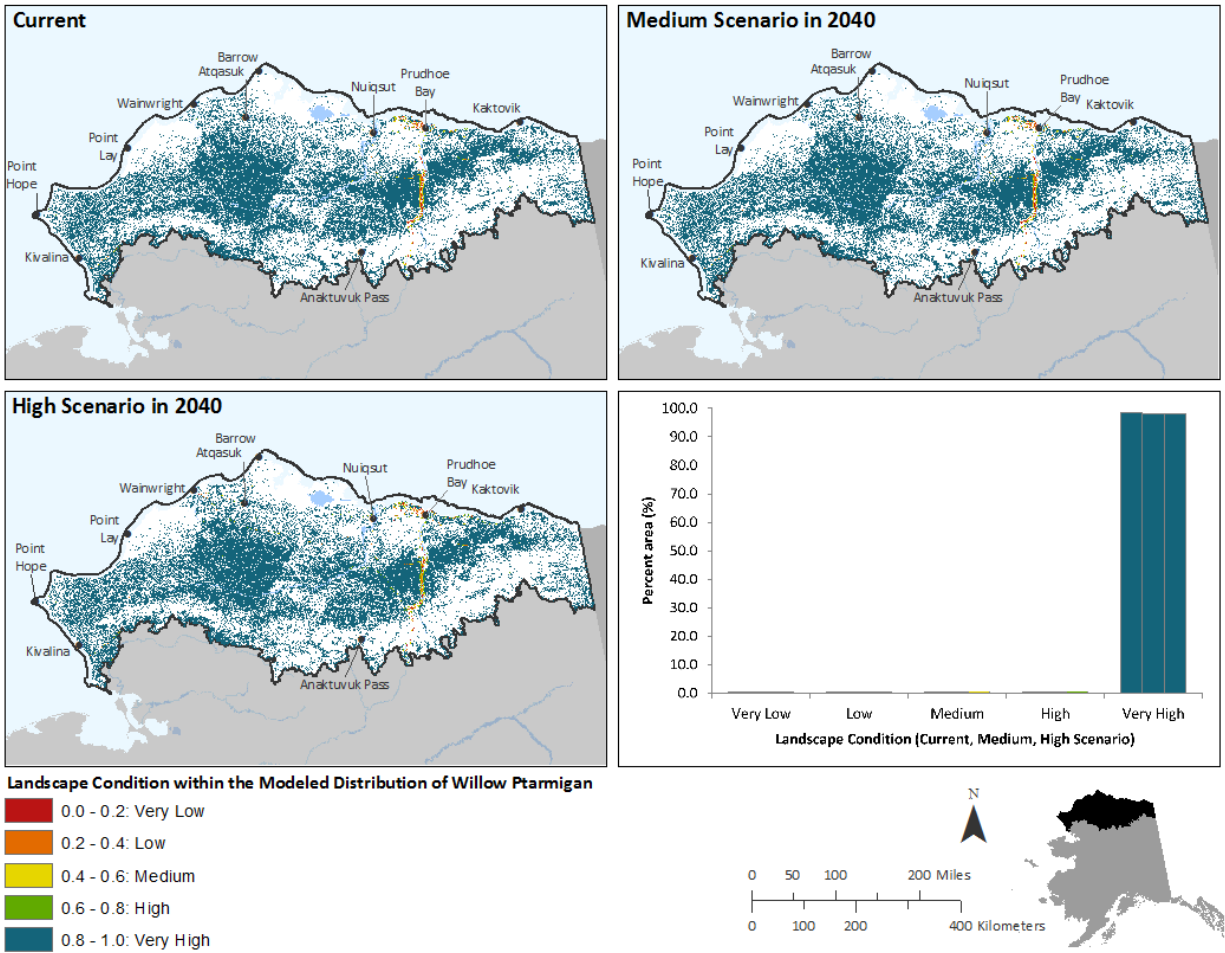 Current
Barrow
Atqasuk
Prudhoe
Bay
Nuiqsut
Wainwright
Kaktovik
Point
Lay
Point
Hope
Kivalina
Anaktuvuk Pass
Medium Scenario in 2040
Barrow
Atqasuk
Prudhoe
Bay
Nuiqsut
Wainwright
Kaktovik
Point
Lay
Point
Hope
Kivalina
Anaktuvuk Pass
High Scenario in 2040
Barrow
Atqasuk
Prudhoe
Bay
Nuiqsut
Wainwright
Kaktovik
Point
Lay
Point
Hope
Kivalina
Anaktuvuk Pass
100.0
90.0
80.0
70.0
60.0
50.0
40.0
30.0
20.0
10.0
0.0
Percent area (%)
Very Low Low Medium High Very High
Landscape Condition (Current, Medium, High Scenario)
Landscape Condition within the Modeled Distribution of Willow Ptarmigan
0.0 - 0.2: Very Low
0.2 - 0.4: Low
0.4 - 0.6: Medium
0.6 - 0.8: High
0.8 - 1.0: Very High
N
0 50 100 200 Miles
0 100 200 400 Kilometers